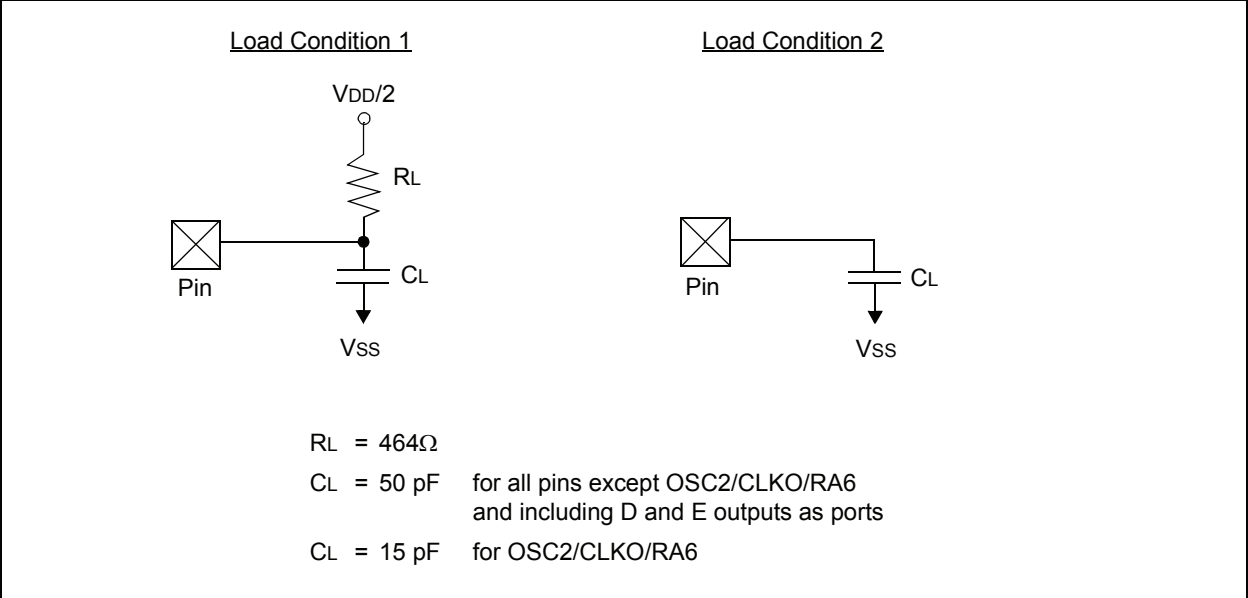 Load Condition 1
Load Condition 2
VDD/2
RL
Pin
CL
VSS
Pin
CL
VSS
RL = 464Ω
CL = 50 pF for all pins except OSC2/CLKO/RA6
and including D and E outputs as ports
CL = 15 pF for OSC2/CLKO/RA6